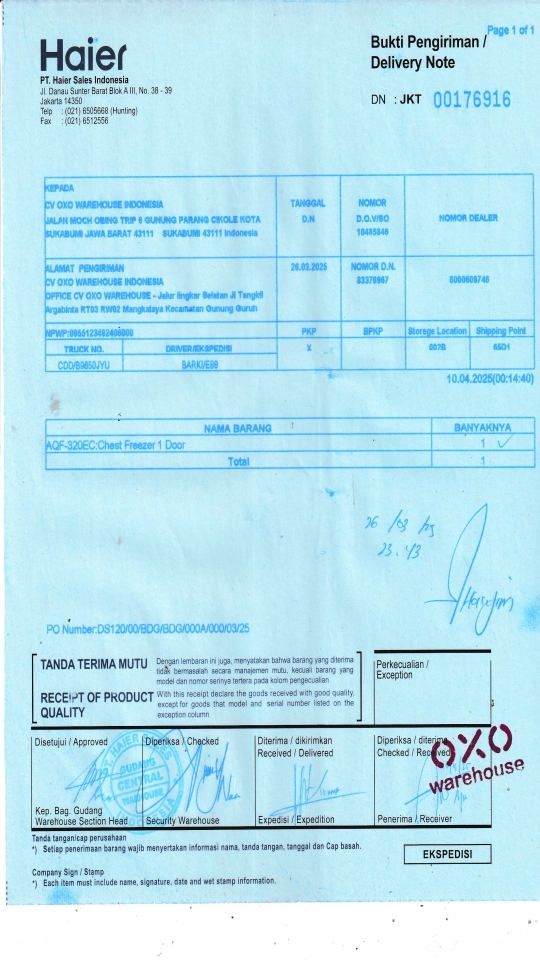 Page 1 of 1
Haier
Bukti Pengiriman /
Delivery Note
PT. Haier Sales Indonesia
Jl. Danau Sunter Barat Blok A III, No. 38 - 39
Jakarta 14350
Telp : (021) 6505668 (Hunting)
Fax : (021) 6512556
DN : JKT 00176916
KEPADA
CV OXO WAREHOUSE INDONESIA
JALAN MOCH OBING TRIP 8 GUNUNG PARANG CIKOLE KOTA
SUKABUMI JAWA BARAT 43111 SUKABUMI 43111 Indonesia
TANGGAL
D.N
NOMOR
D.O.V/SO
10485846
NOMOR DEALER
ALAMAT PENGIRIMAN
CV OXO WAREHOUSE INDONESIA
OFFICE CV OXO WAREHOUSE - Jalur lingkar Selatan Jl Tangkil
Argabinta RT03 RW02 Mangkalaya Kecamatan Gunung Guruh
26.03.2025
NOMOR D.N.
83376967
NPWP:
PKP
BPKP
Storege Location
Shipping Point
TRUCK NO.
DRIVER/EKSPEDISI
X
002B
65D1
CDD/B9650JYU
BARKI/EB9
10.04.2025(00:14:40)
NAMA BARANG
BANYAKNYA
AQF-320EC:Chest Freezer 1 Door
1
Total
1
26 / 03 / 25
23.43
PO Number:DS120/00/BDG/BDG/000A/000/03/25
TANDA TERIMA MUTU
Dengan lembaran ini juga, menyatakan bahwa barang yang diterima
tidak bermasalah secara manajemen mutu, kecuali barang yang
model dan nomor serinya tertera pada kolom pengecualian
RECEIPT OF PRODUCT
QUALITY
With this receipt declare the goods received with good quality,
except for goods that model and serial number listed on the
exception column
Perkecualian /
Exception
Disetujui / Approved
Diperiksa / Checked
Diterima / dikirimkan
Received / Delivered
Diperiksa / diterima
Checked / Received
GUDANG
CENTRAL
WAREHOUSE
OXO
warehouse
Kep. Bag. Gudang
Warehouse Section Head
Security Warehouse
Expedisi / Expedition
Penerima / Receiver
Tanda tangan/cap perusahaan
*) Setiap penerimaan barang wajib menyertakan informasi nama, tanda tangan, tanggal dan Cap basah.
EKSPEDISI
Company Sign / Stamp
*) Each item must include name, signature, date and wet stamp information.